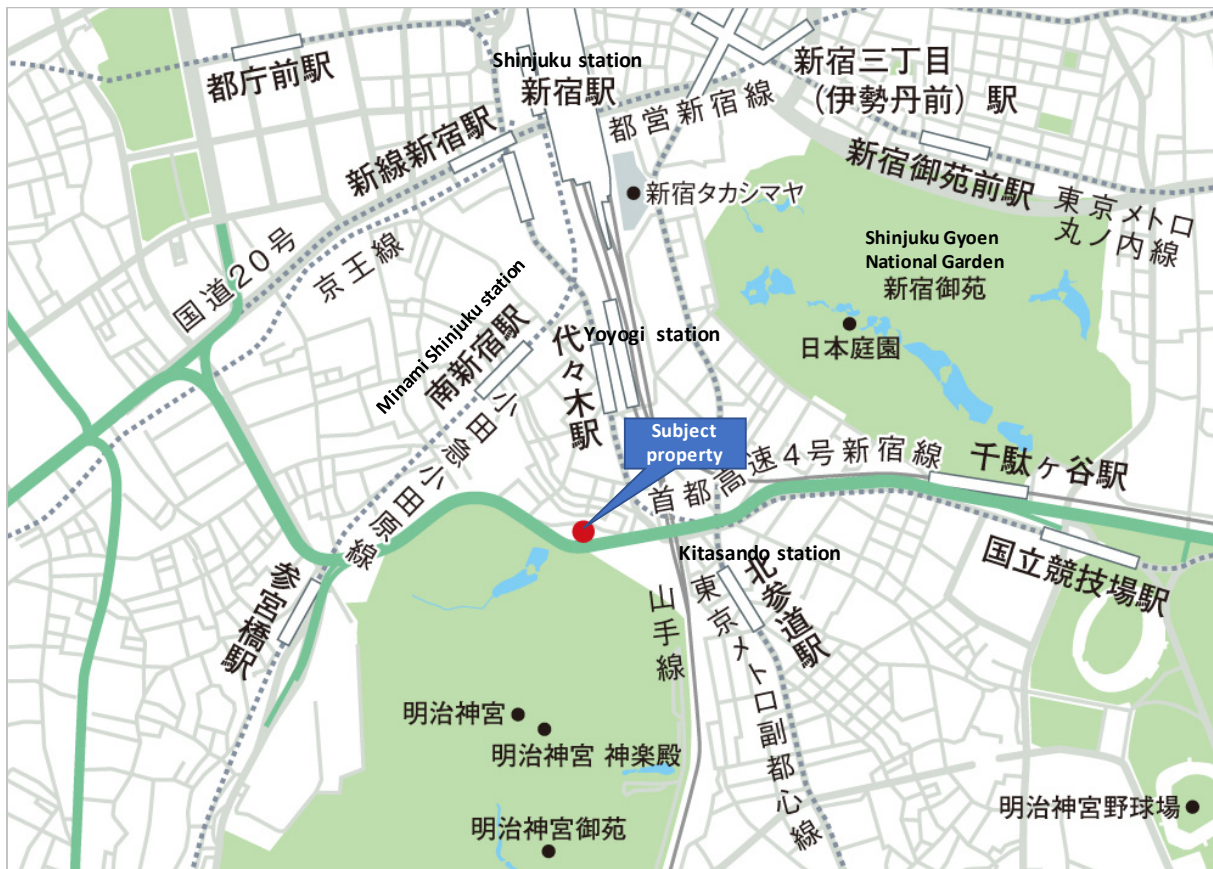 Shinjuku station
新宿駅
都庁前駅
新宿三丁目
（伊勢丹前）駅
都営新宿線
新線新宿駅
新宿御苑前駅
新宿タカシマヤ
東京メトロ
丸ノ内線
国道20号
京王線
Shinjuku Gyoen
National Garden
新宿御苑
日本庭園
Minami Shinjuku station
南新宿駅
Yoyogi station
代々木駅
小田急小田原線
Subject
property
首都高速4号新宿線
千駄ヶ谷駅
Kitasando station
北参道駅
国立競技場駅
参宮橋駅
山手線
東京メトロ副都心線
明治神宮
明治神宮 神楽殿
明治神宮御苑
明治神宮野球場